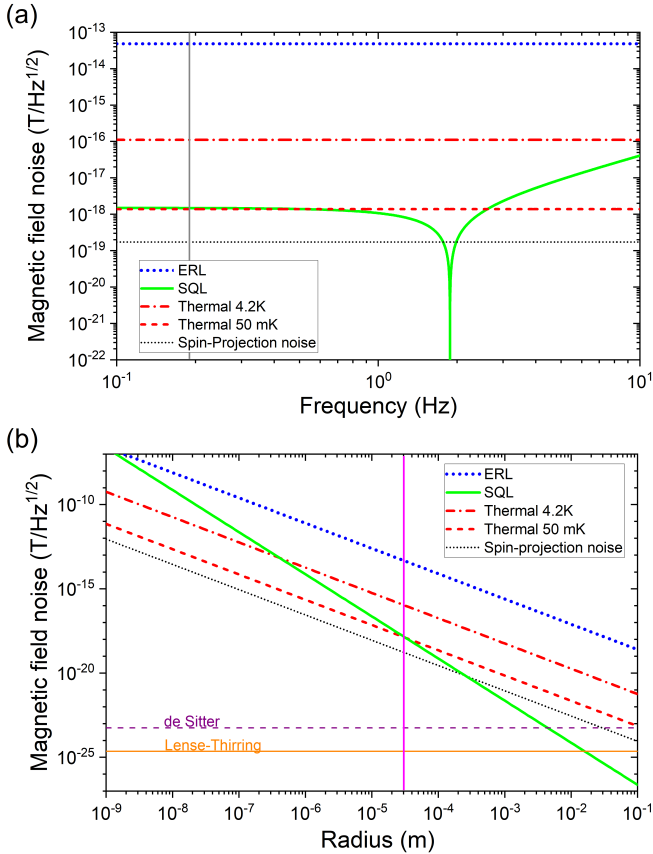 (a)
Magnetic field noise (T/Hz^1/2)
10^-13
10^-14
10^-15
10^-16
10^-17
10^-18
10^-19
10^-20
10^-21
10^-22
ERL
SQL
Thermal 4.2K
Thermal 50 mK
Spin-Projection noise
10^-1 10^0 10^1
Frequency (Hz)
(b)
Magnetic field noise (T/Hz^1/2)
10^-10
10^-15
10^-20
10^-25
ERL
SQL
Thermal 4.2K
Thermal 50 mK
Spin-projection noise
de Sitter
Lense-Thirring
10^-9 10^-8 10^-7 10^-6 10^-5 10^-4 10^-3 10^-2 10^-1
Radius (m)